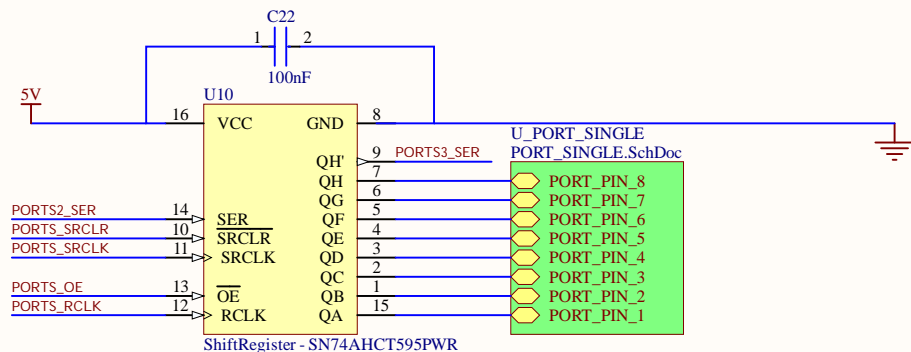 C22
1 2
100nF
5V
U10
16 VCC GND 8
U_PORT_SINGLE
PORT_SINGLE.SchDoc
QH' 9 PORTS3_SER
QH 7 PORT_PIN_8
QG 6 PORT_PIN_7
PORTS2_SER 14 SER QF 5 PORT_PIN_6
PORTS_SRCLR 10 SRCLR QE 4 PORT_PIN_5
PORTS_SRCLK 11 SRCLK QD 3 PORT_PIN_4
QC 2 PORT_PIN_3
PORTS_OE 13 OE QB 1 PORT_PIN_2
PORTS_RCLK 12 RCLK QA 15 PORT_PIN_1
ShiftRegister - SN74AHCT595PWR